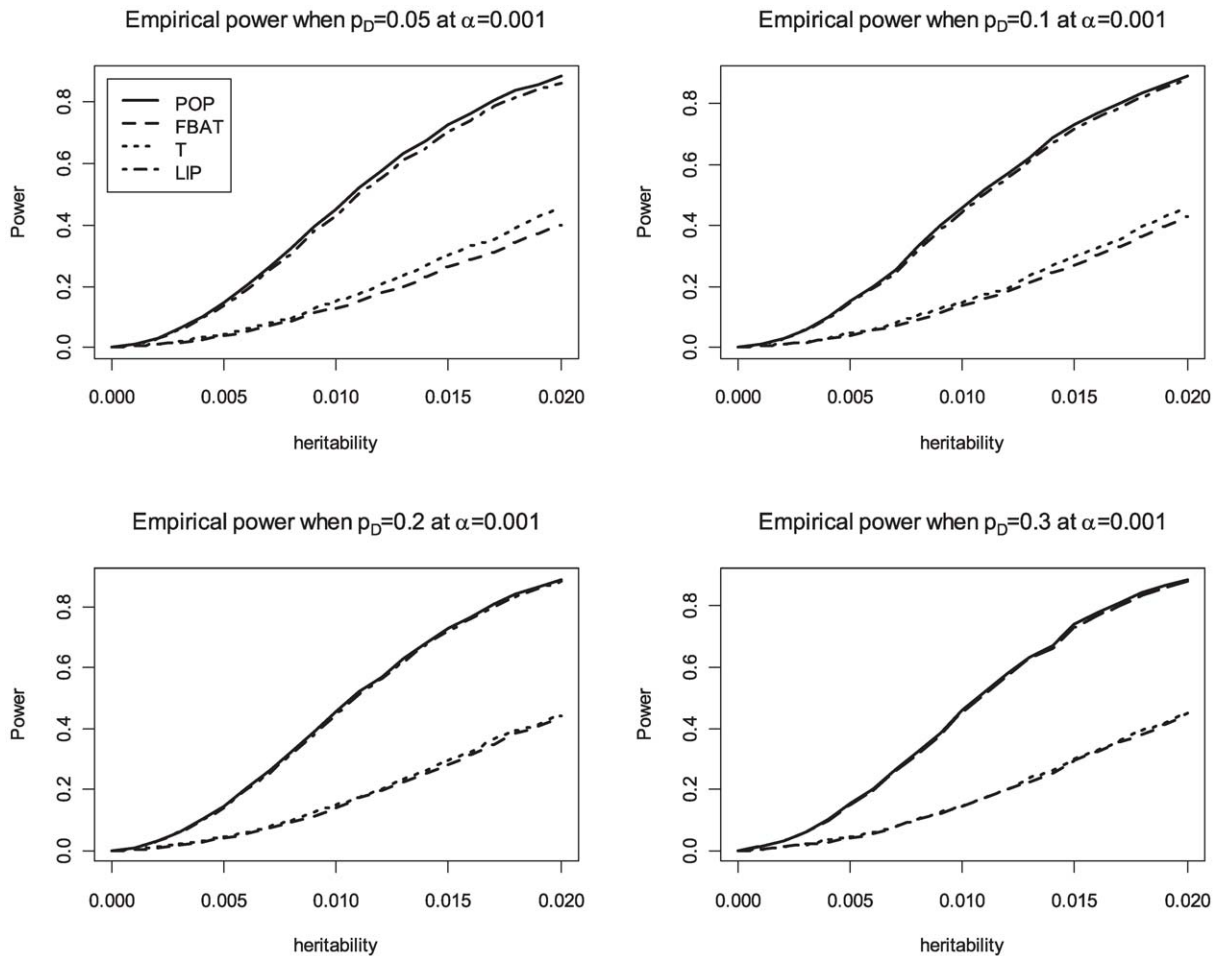 Empirical power when pD=0.05 at α=0.001
Power
0.0 0.2 0.4 0.6 0.8
POP
FBAT
T
LIP
0.000 0.005 0.010 0.015 0.020
heritability
Empirical power when pD=0.1 at α=0.001
Power
0.0 0.2 0.4 0.6 0.8
0.000 0.005 0.010 0.015 0.020
heritability
Empirical power when pD=0.2 at α=0.001
Power
0.0 0.2 0.4 0.6 0.8
0.000 0.005 0.010 0.015 0.020
heritability
Empirical power when pD=0.3 at α=0.001
Power
0.0 0.2 0.4 0.6 0.8
0.000 0.005 0.010 0.015 0.020
heritability